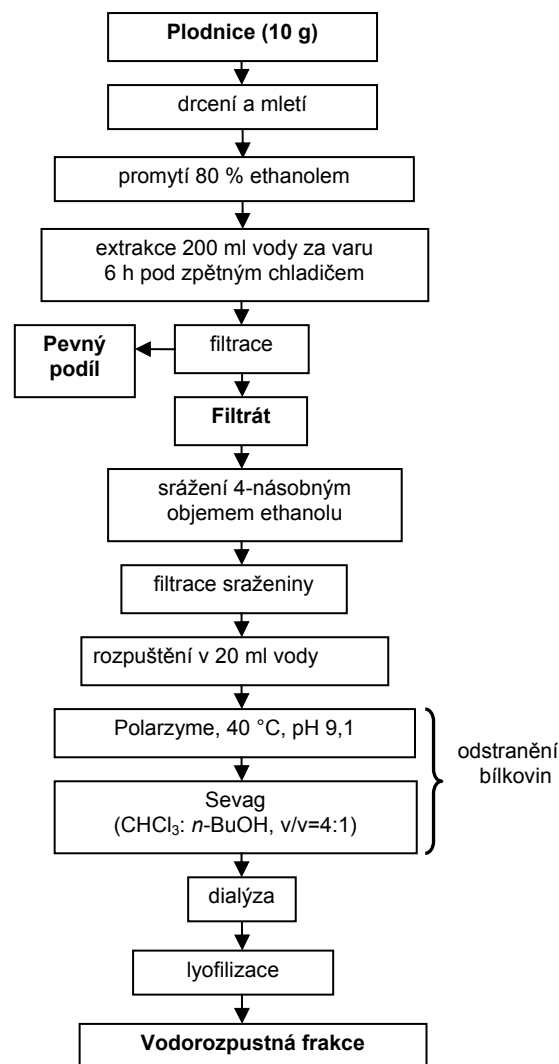 Plodnice (10 g)
drcení a mletí
promytí 80 % ethanolem
extrakce 200 ml vody za varu
6 h pod zpětným chladičem
Pevný
podíl
filtrace
Filtrát
srážení 4-násobným
objemem ethanolu
filtrace sraženiny
rozpuštění v 20 ml vody
Polarzyme, 40 °C, pH 9,1
Sevag
(CHCl₃: n-BuOH, v/v=4:1)
odstranění
bílkovin
dialýza
lyofilizace
Vodorozpustná frakce